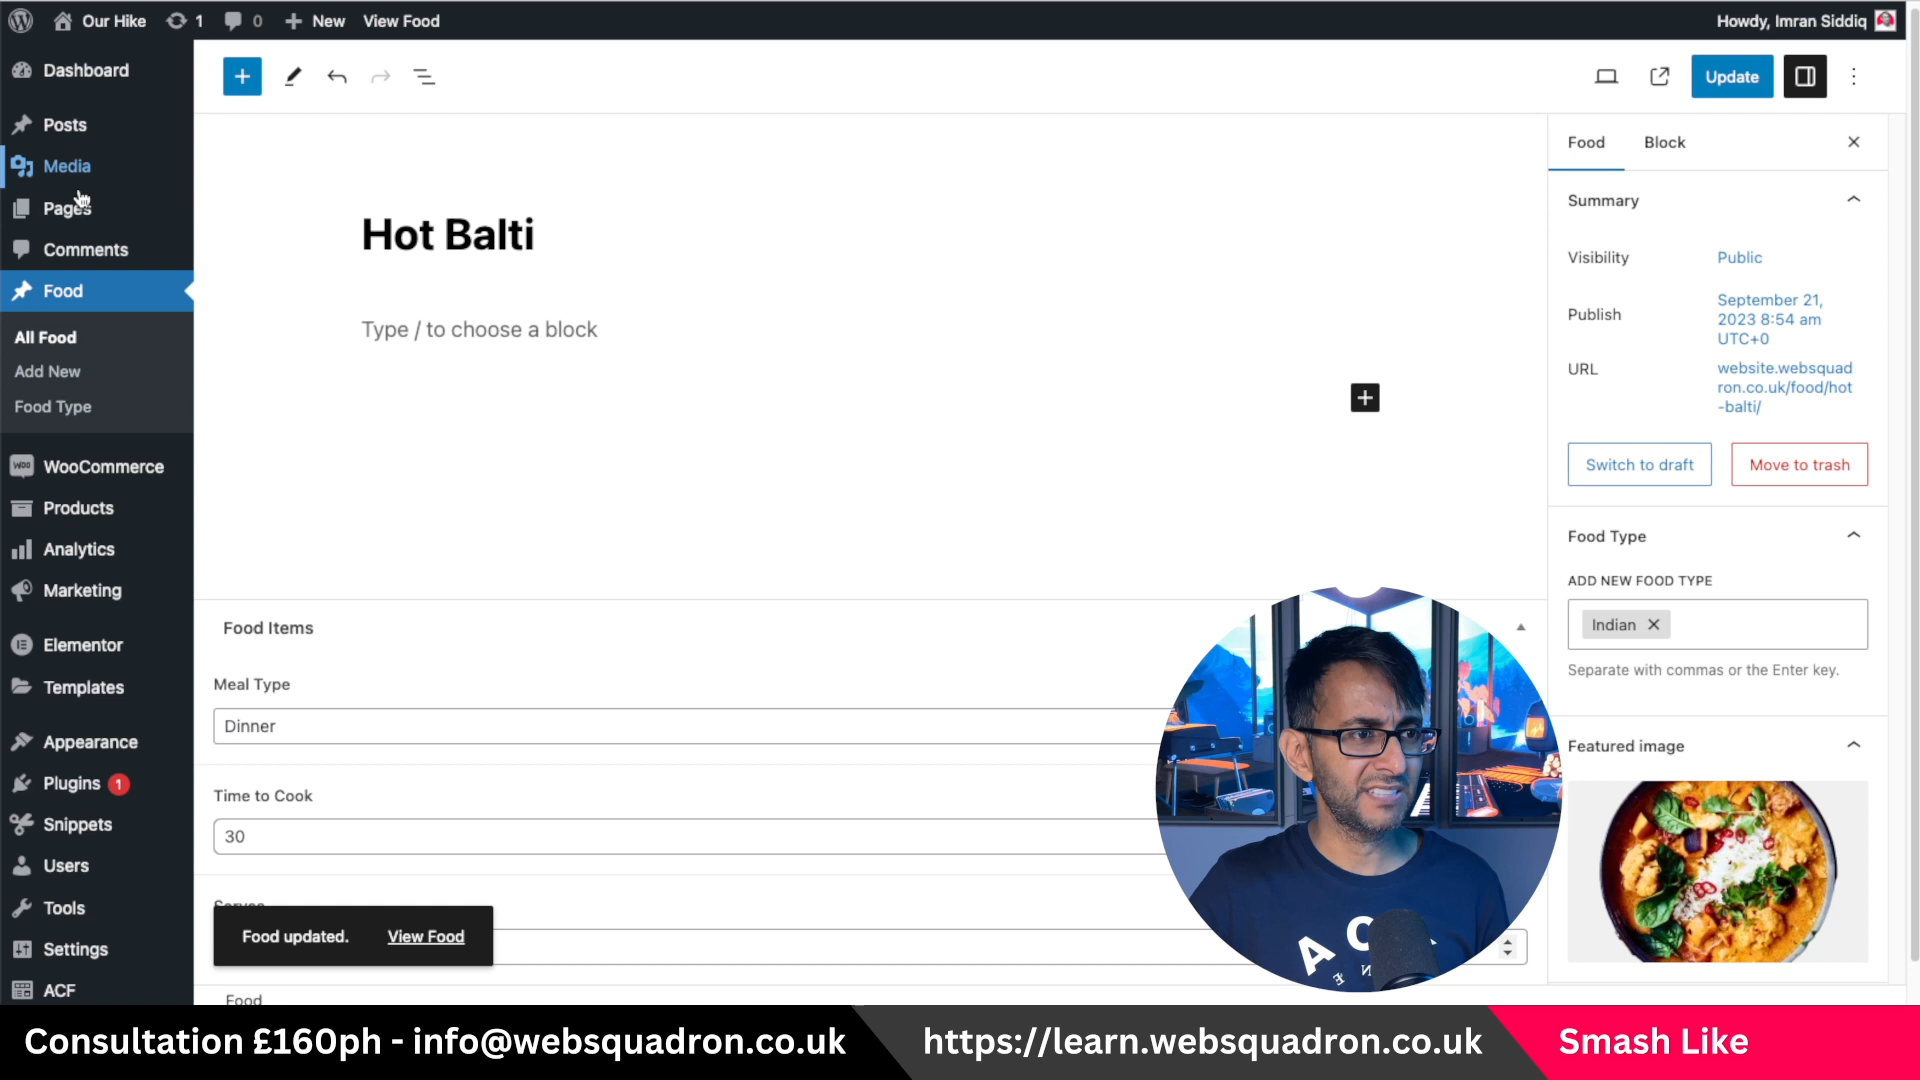 Our Hike
1
0
New
View Food
Howdy, Imran Siddiq
Dashboard
Posts
Media
Pages
Comments
Food
All Food
Add New
Food Type
WooCommerce
Products
Analytics
Marketing
Elementor
Templates
Appearance
Plugins 1
Snippets
Users
Tools
Settings
ACF
Update
Hot Balti
Type / to choose a block
Food Items
Meal Type
Dinner
Time to Cook
30
Serves
Food updated.
View Food
Food
Food
Block
Summary
Visibility
Public
Publish
September 21,
2023 8:54 am
UTC+0
URL
website.websquad
ron.co.uk/food/hot
-balti/
Switch to draft
Move to trash
Food Type
ADD NEW FOOD TYPE
Indian
Separate with commas or the Enter key.
Featured image
Consultation £160ph - info@websquadron.co.uk
https://learn.websquadron.co.uk
Smash Like